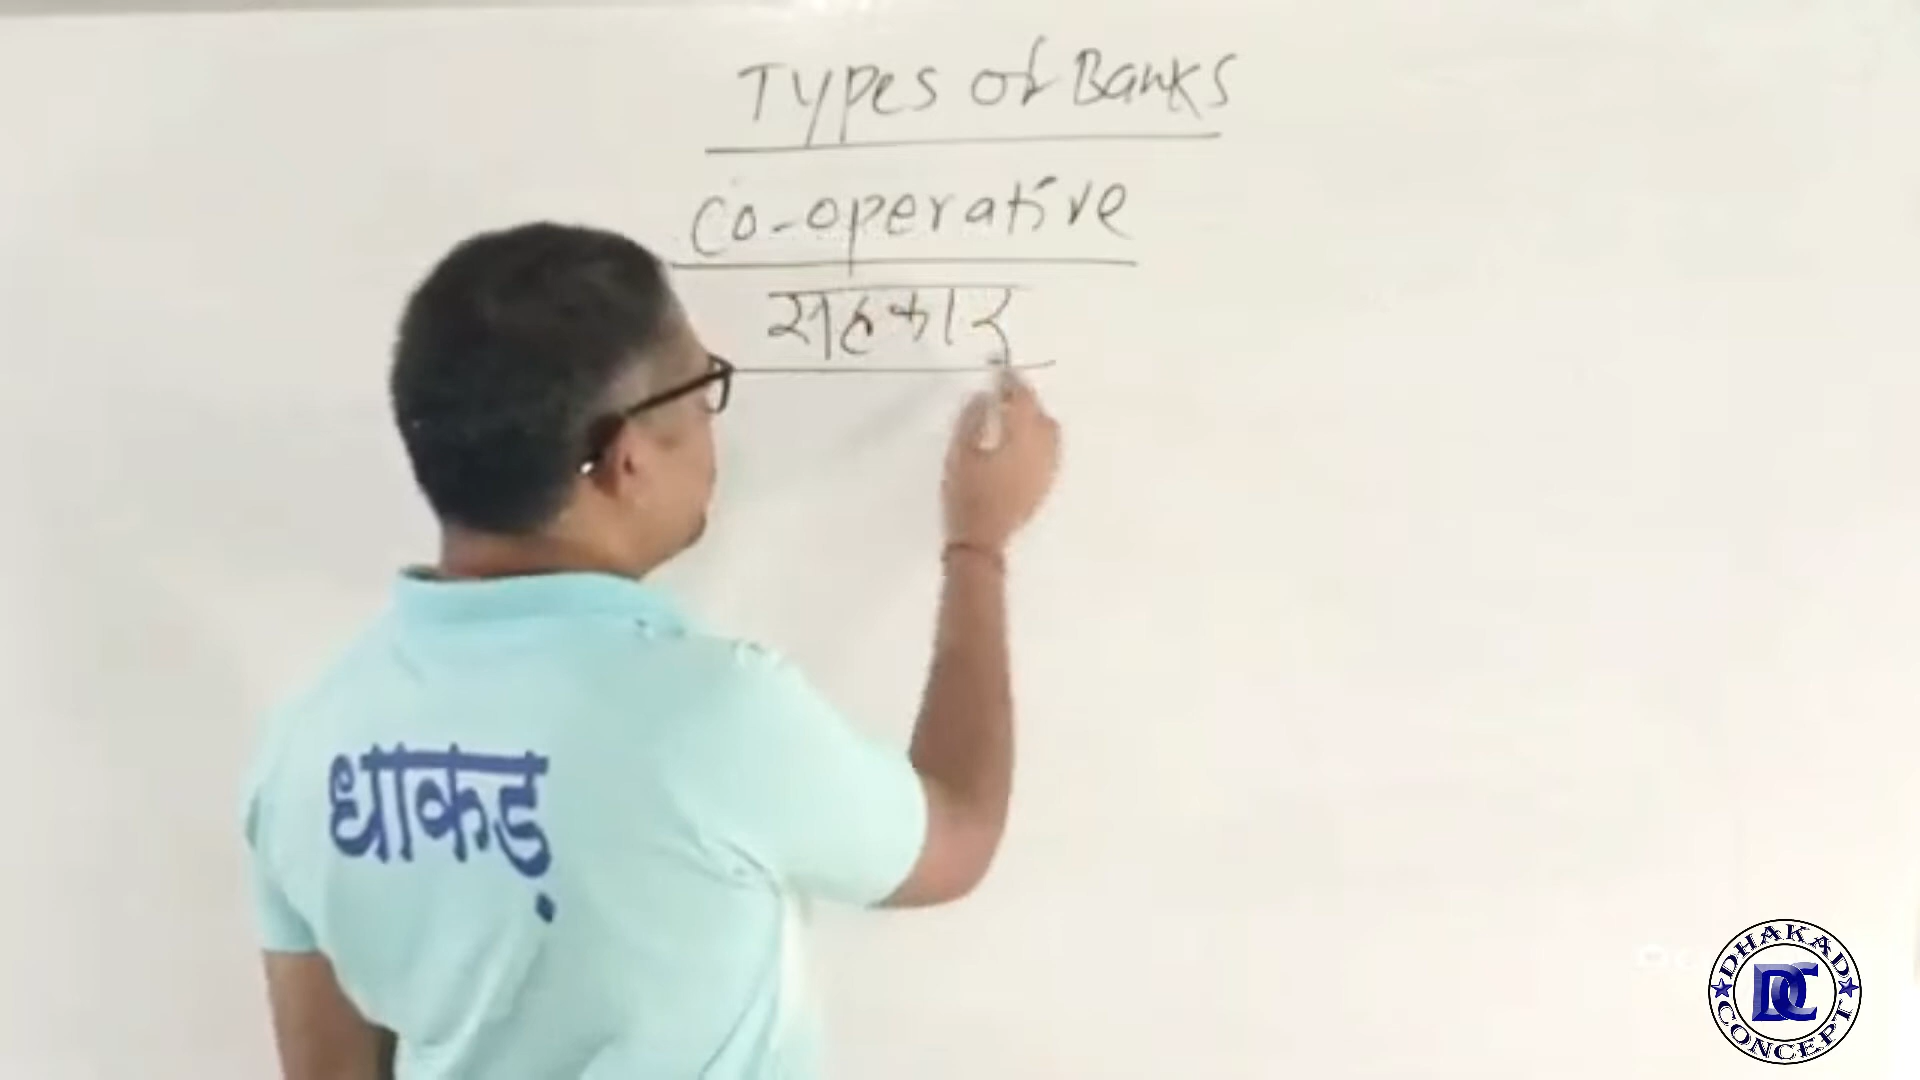 Types of Banks
Co-operative
सहकार
धाकड़
DHAKAD
DC
CONCEPT